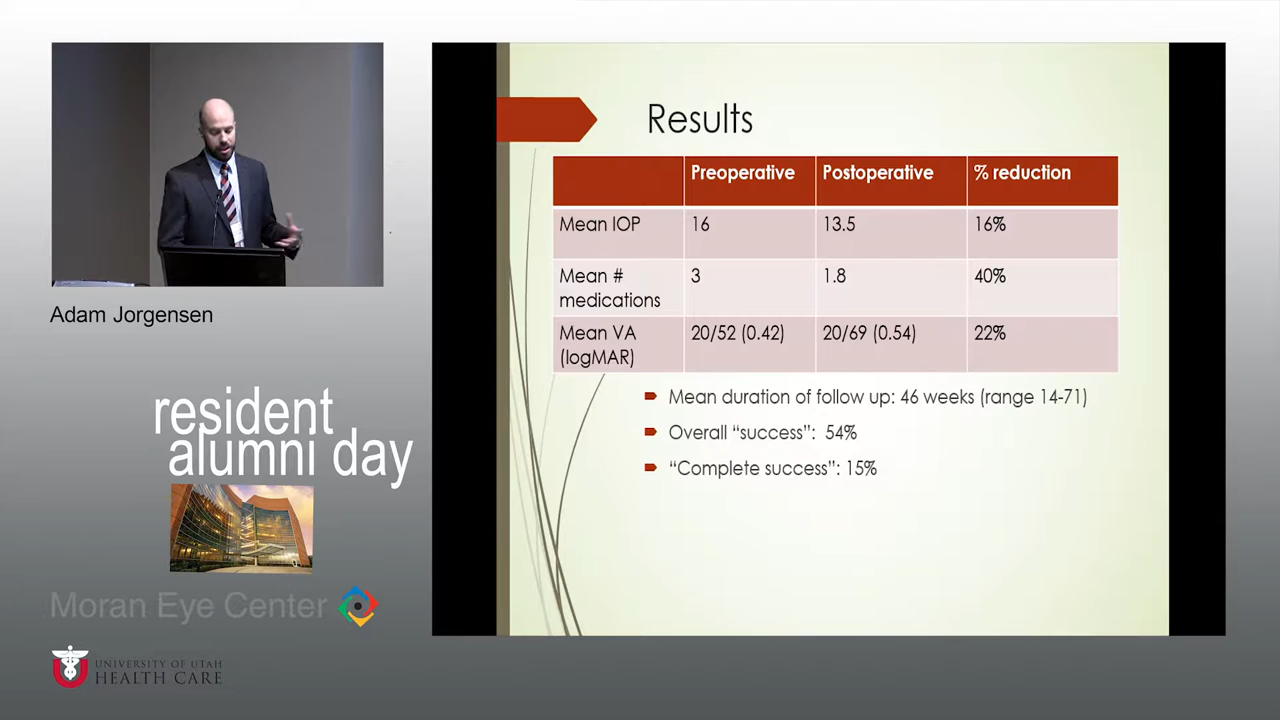 Results
Preoperative Postoperative % reduction
Mean IOP 16 13.5 16%
Mean # medications 3 1.8 40%
Mean VA (logMAR) 20/52 (0.42) 20/69 (0.54) 22%
Mean duration of follow up: 46 weeks (range 14-71)
Overall “success”: 54%
“Complete success”: 15%
Adam Jorgensen
resident
alumni day
Moran Eye Center
UNIVERSITY OF UTAH
HEALTH CARE